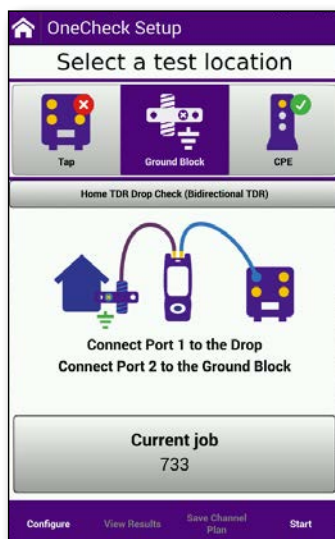 OneCheck Setup
Select a test location
Tap
Ground Block
CPE
Home TDR Drop Check (Bidirectional TDR)
Connect Port 1 to the Drop
Connect Port 2 to the Ground Block
Current job
733
Configure
View Results
Save Channel
Plan
Start